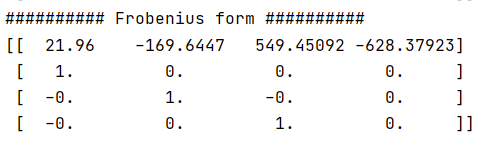 ########## Frobenius form ##########
[[  21.96    -169.6447   549.45092 -628.37923]
 [   1.         0.         0.         0.     ]
 [  -0.         1.        -0.         0.     ]
 [  -0.         0.         1.         0.     ]]